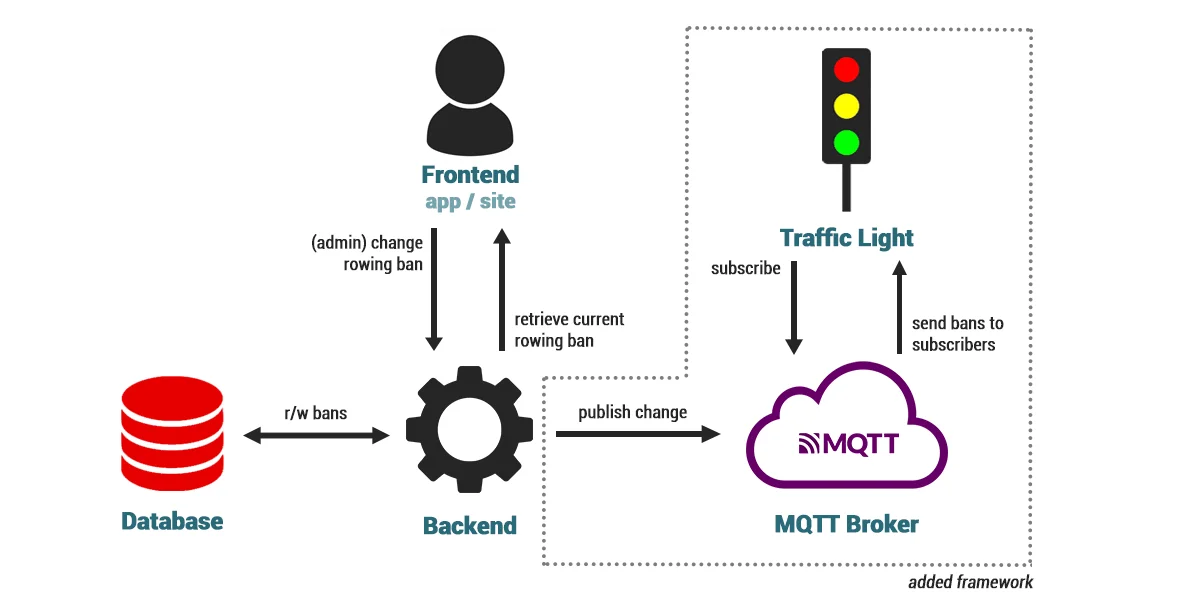 Frontend
app / site
Traffic Light
(admin) change
rowing ban
subscribe
retrieve current
rowing ban
send bans to
subscribers
r/w bans
publish change
MQTT
Database
Backend
MQTT Broker
added framework